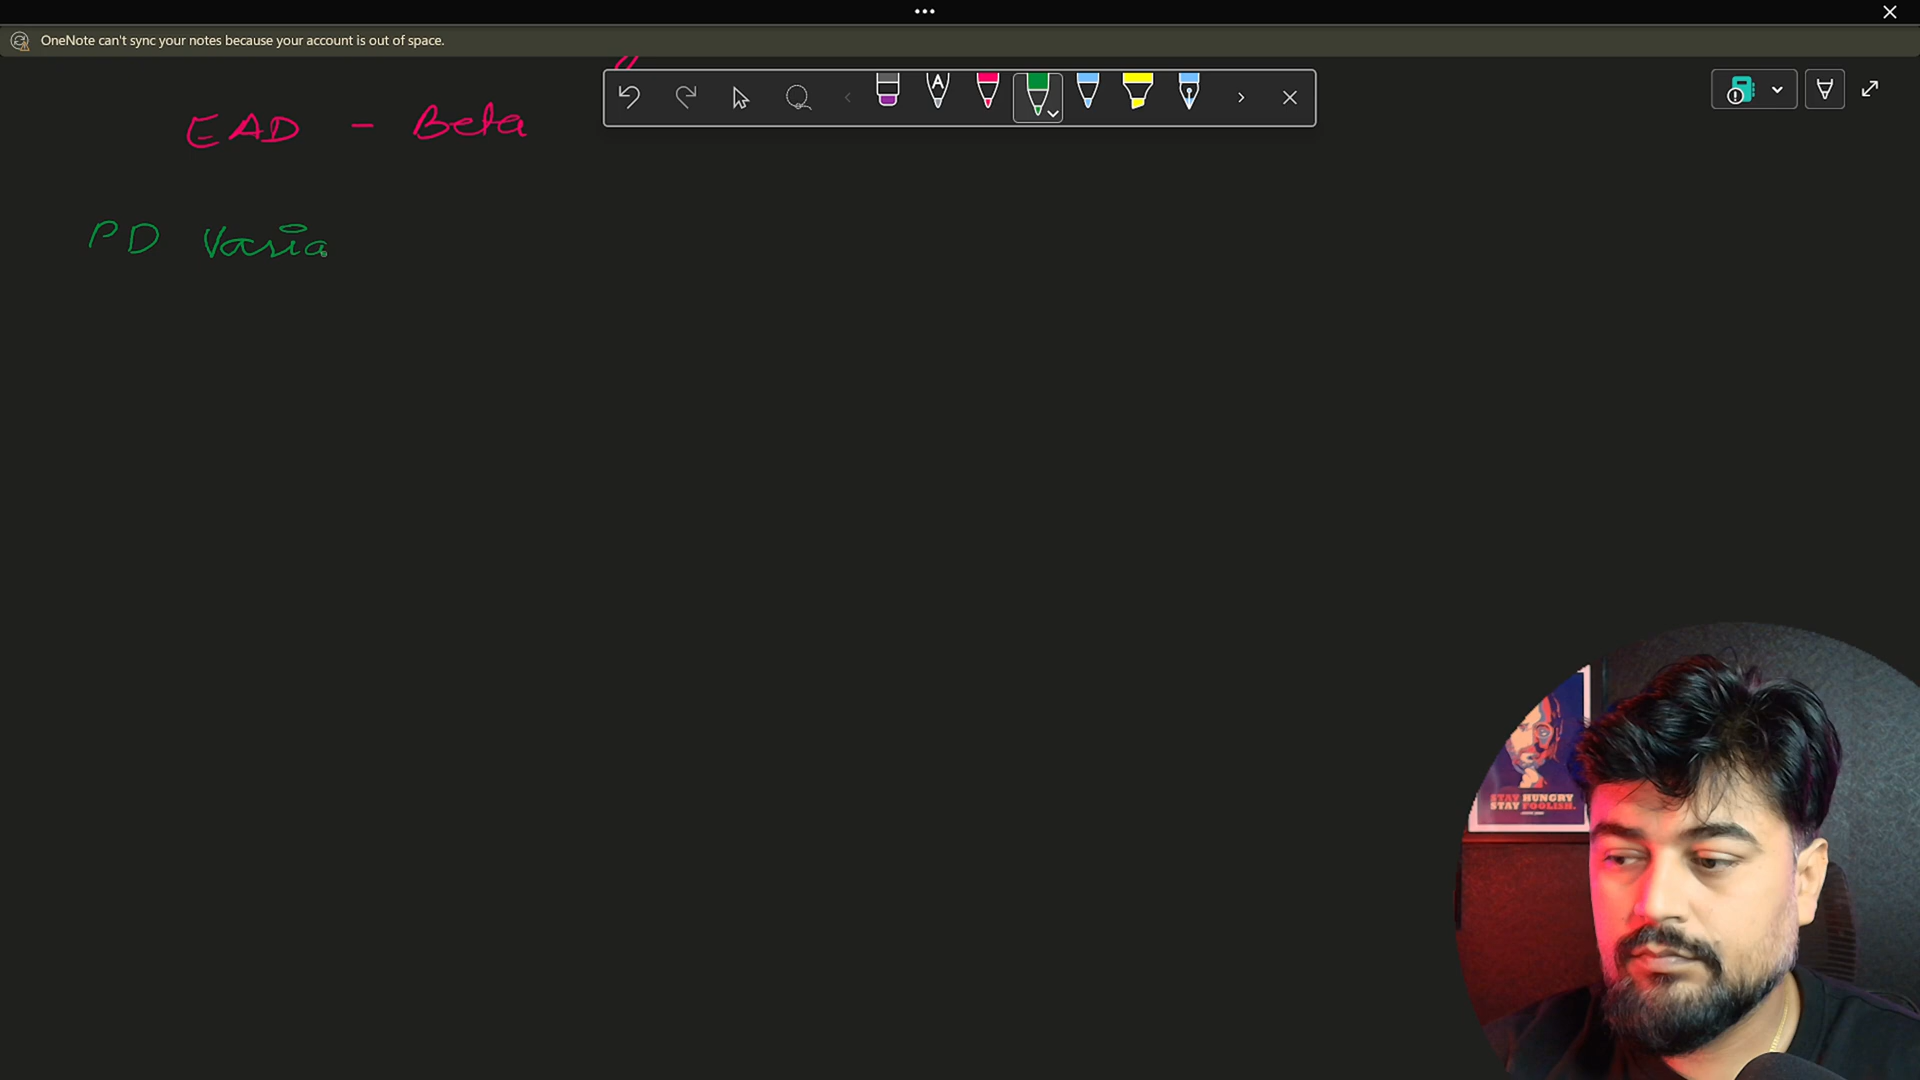 OneNote can't sync your notes because your account is out of space.
EAD - Beta
PD Varia
STAY HUNGRY
STAY FOOLISH.